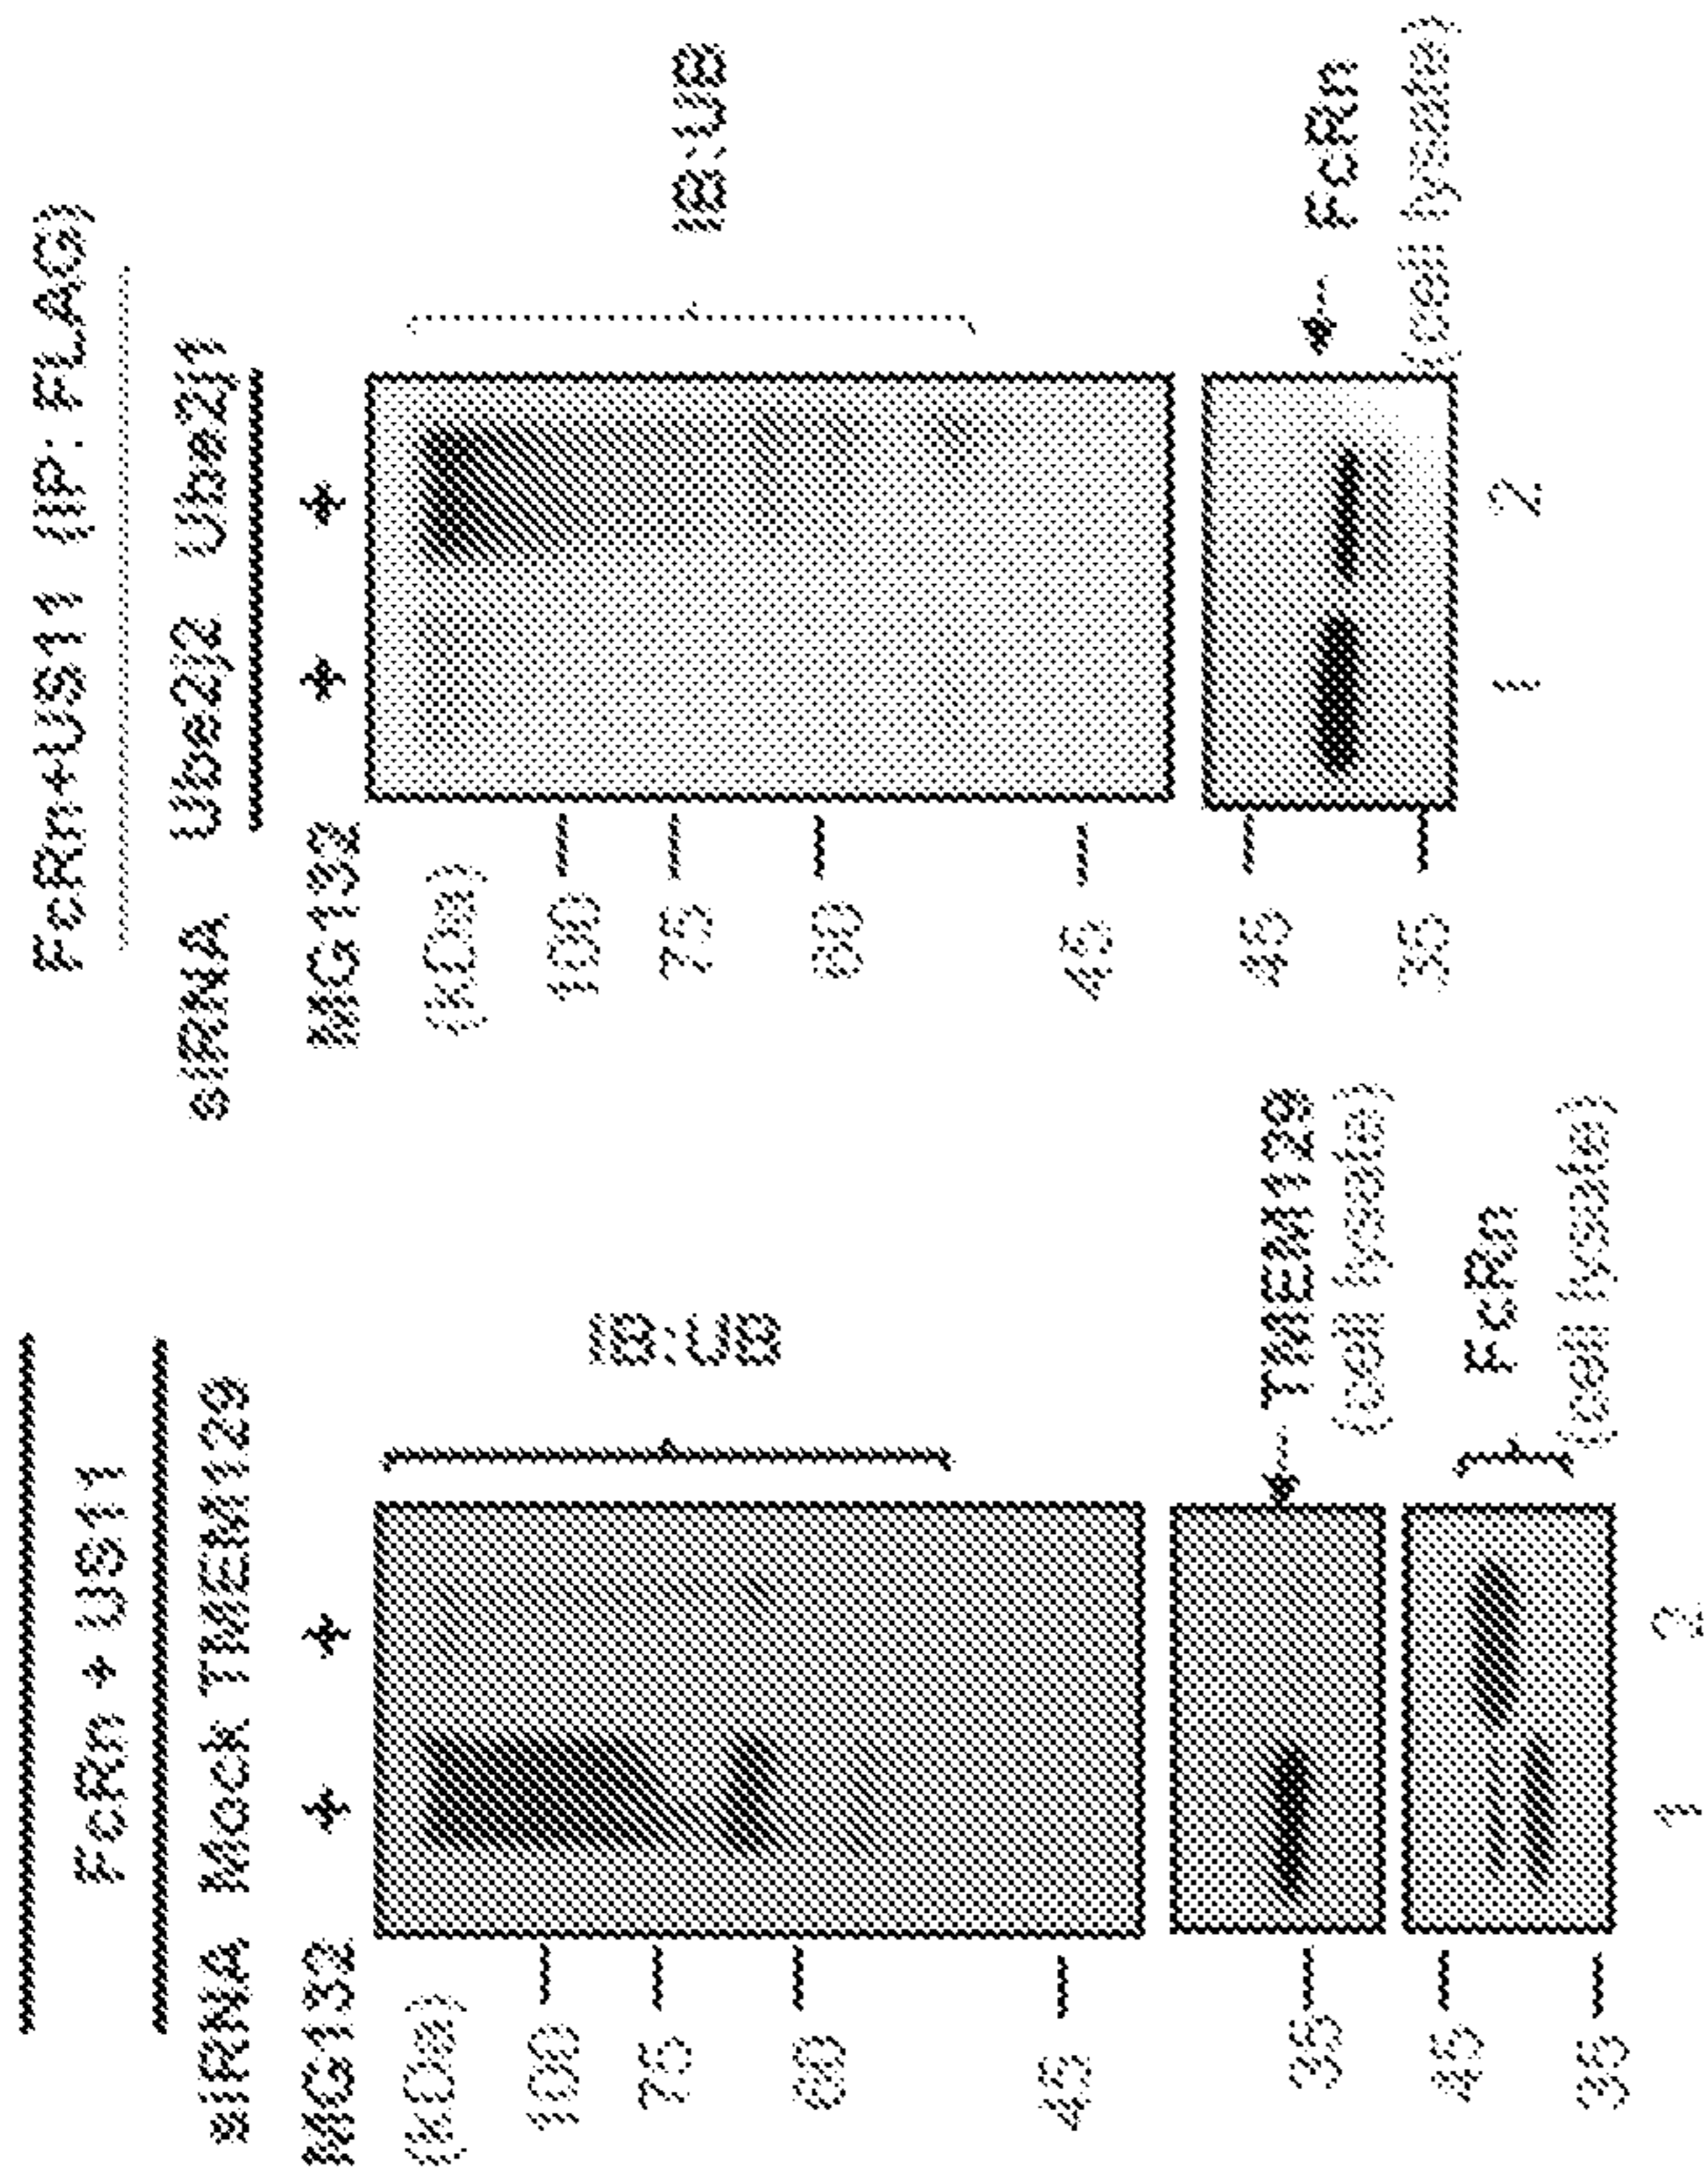 FcRn + US11
siRNA Mock TMEM129
MG132 + +
(kDa)
100
75
60
45
IB:UB
35
TMEM129
(cell lysate)
45
35
FcRn
(cell lysate)
1 2
FcRn+US11 (IP: FLAG)
siRNA Ube2j2 Ube2j1
MG132 + +
(kDa)
100
75
60
45
IB:UB
45
35
FcRn
(cell lysate)
1 2